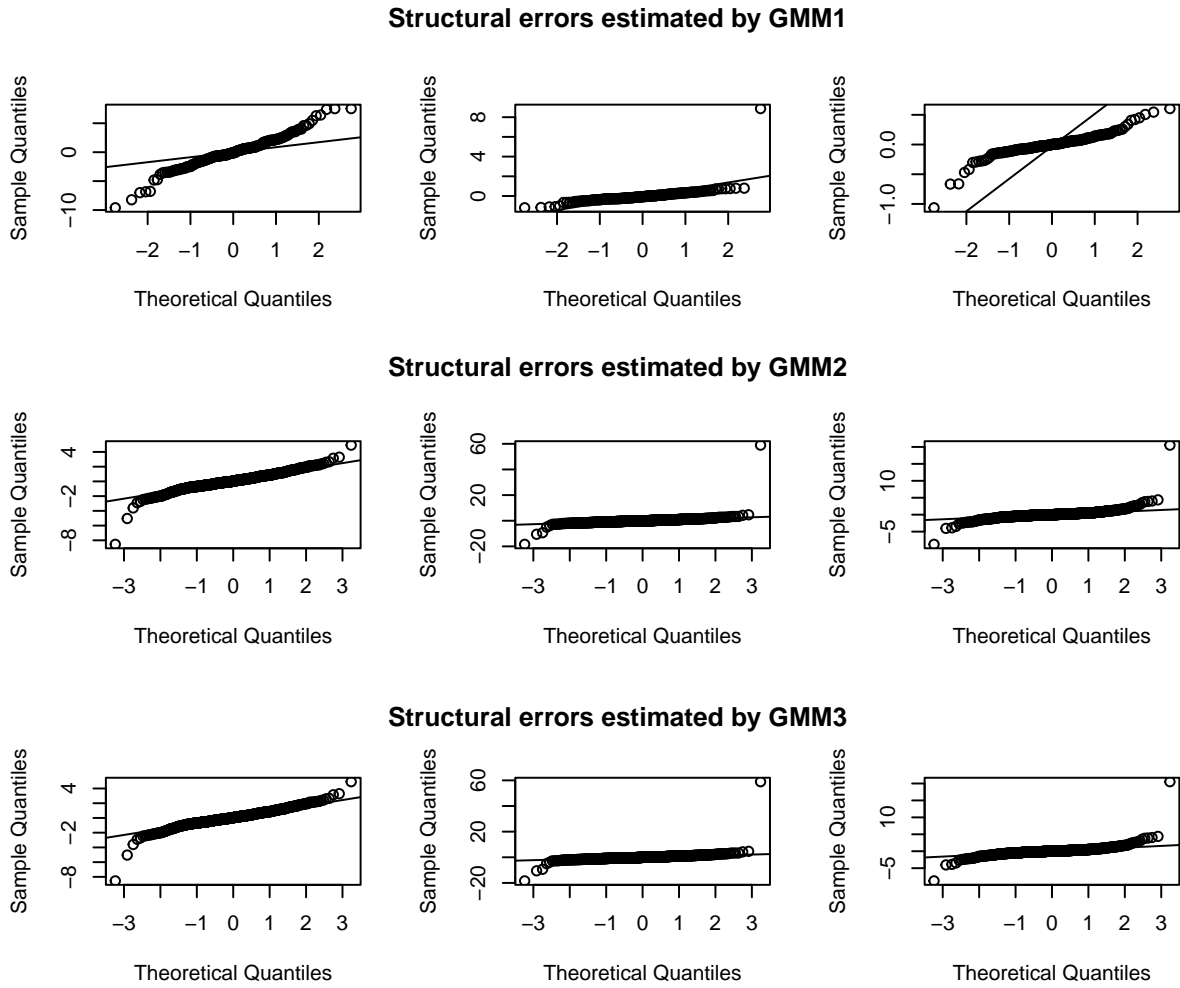 Structural errors estimated by GMM1
Sample Quantiles
−10 0
−2 −1 0 1 2
Theoretical Quantiles
Sample Quantiles
0 4 8
−2 −1 0 1 2
Theoretical Quantiles
Sample Quantiles
−1.0 0.0
−2 −1 0 1 2
Theoretical Quantiles
Structural errors estimated by GMM2
Sample Quantiles
−8 −2 4
−3 −1 0 1 2 3
Theoretical Quantiles
Sample Quantiles
−20 20 60
−3 −1 0 1 2 3
Theoretical Quantiles
Sample Quantiles
−5 10
−3 −1 0 1 2 3
Theoretical Quantiles
Structural errors estimated by GMM3
Sample Quantiles
−8 −2 4
−3 −1 0 1 2 3
Theoretical Quantiles
Sample Quantiles
−20 20 60
−3 −1 0 1 2 3
Theoretical Quantiles
Sample Quantiles
−5 10
−3 −1 0 1 2 3
Theoretical Quantiles